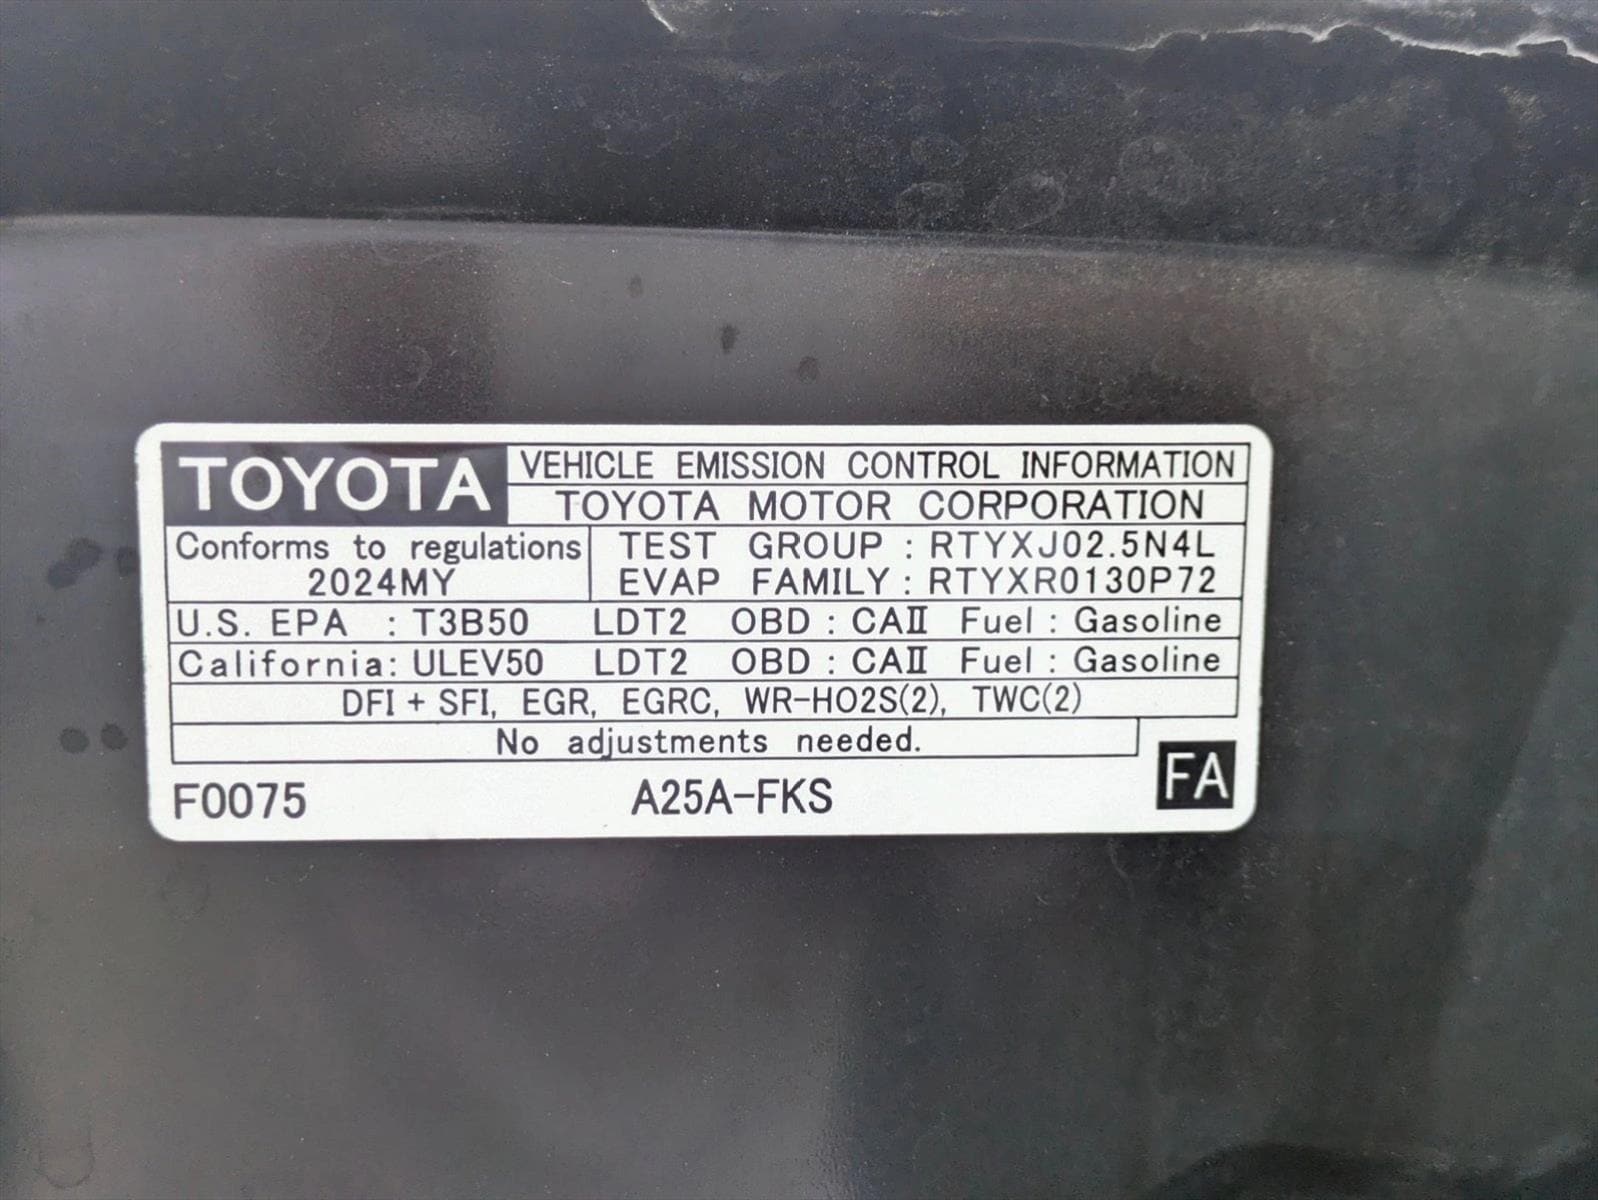 TOYOTA VEHICLE EMISSION CONTROL INFORMATION
TOYOTA MOTOR CORPORATION
Conforms to regulations
2024MY
TEST GROUP : RTYXJ02.5N4L
EVAP FAMILY : RTYXR0130P72
U.S. EPA : T3B50 LDT2 OBD : CAⅡ Fuel : Gasoline
California: ULEV50 LDT2 OBD : CAⅡ Fuel : Gasoline
DFI + SFI, EGR, EGRC, WR-HO2S(2), TWC(2)
No adjustments needed.
F0075 A25A-FKS FA